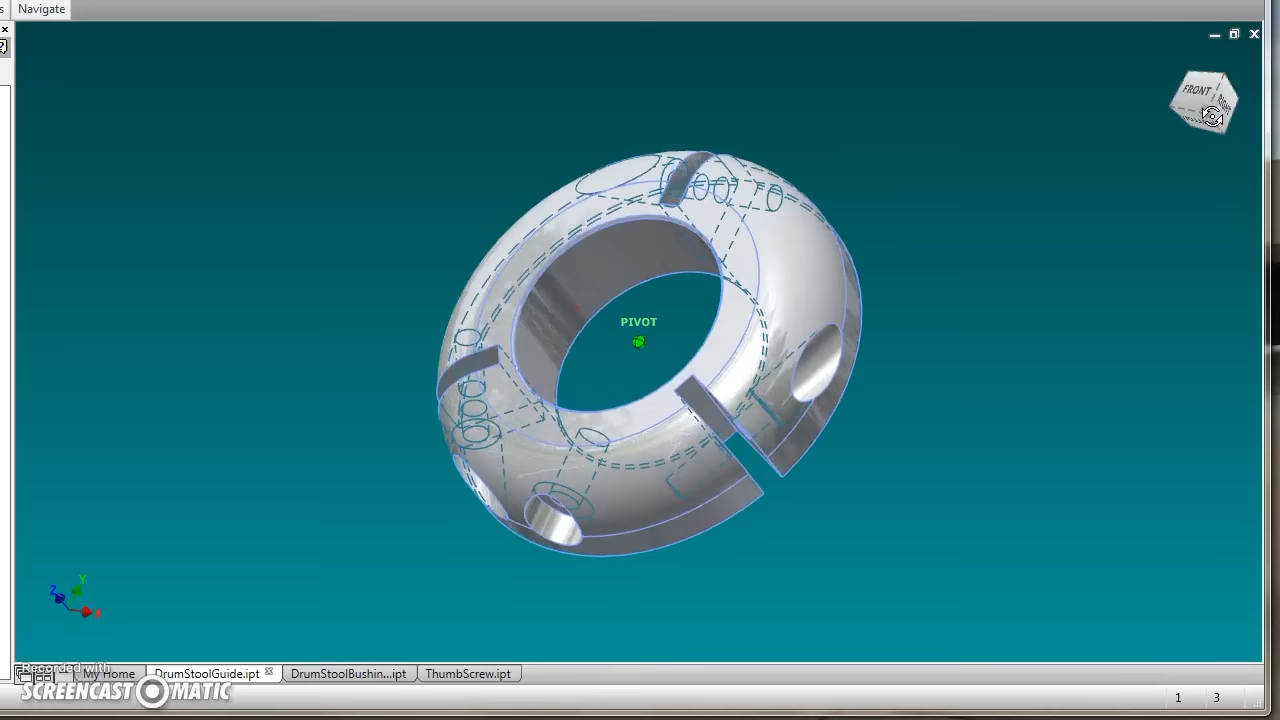 Navigate
FRONT
RIGHT
PIVOT
Y
Z
X
My Home
DrumStoolGuide.ipt
DrumStoolBushin...ipt
ThumbScrew.ipt
Recorded with
SCREENCAST MATIC
1
3